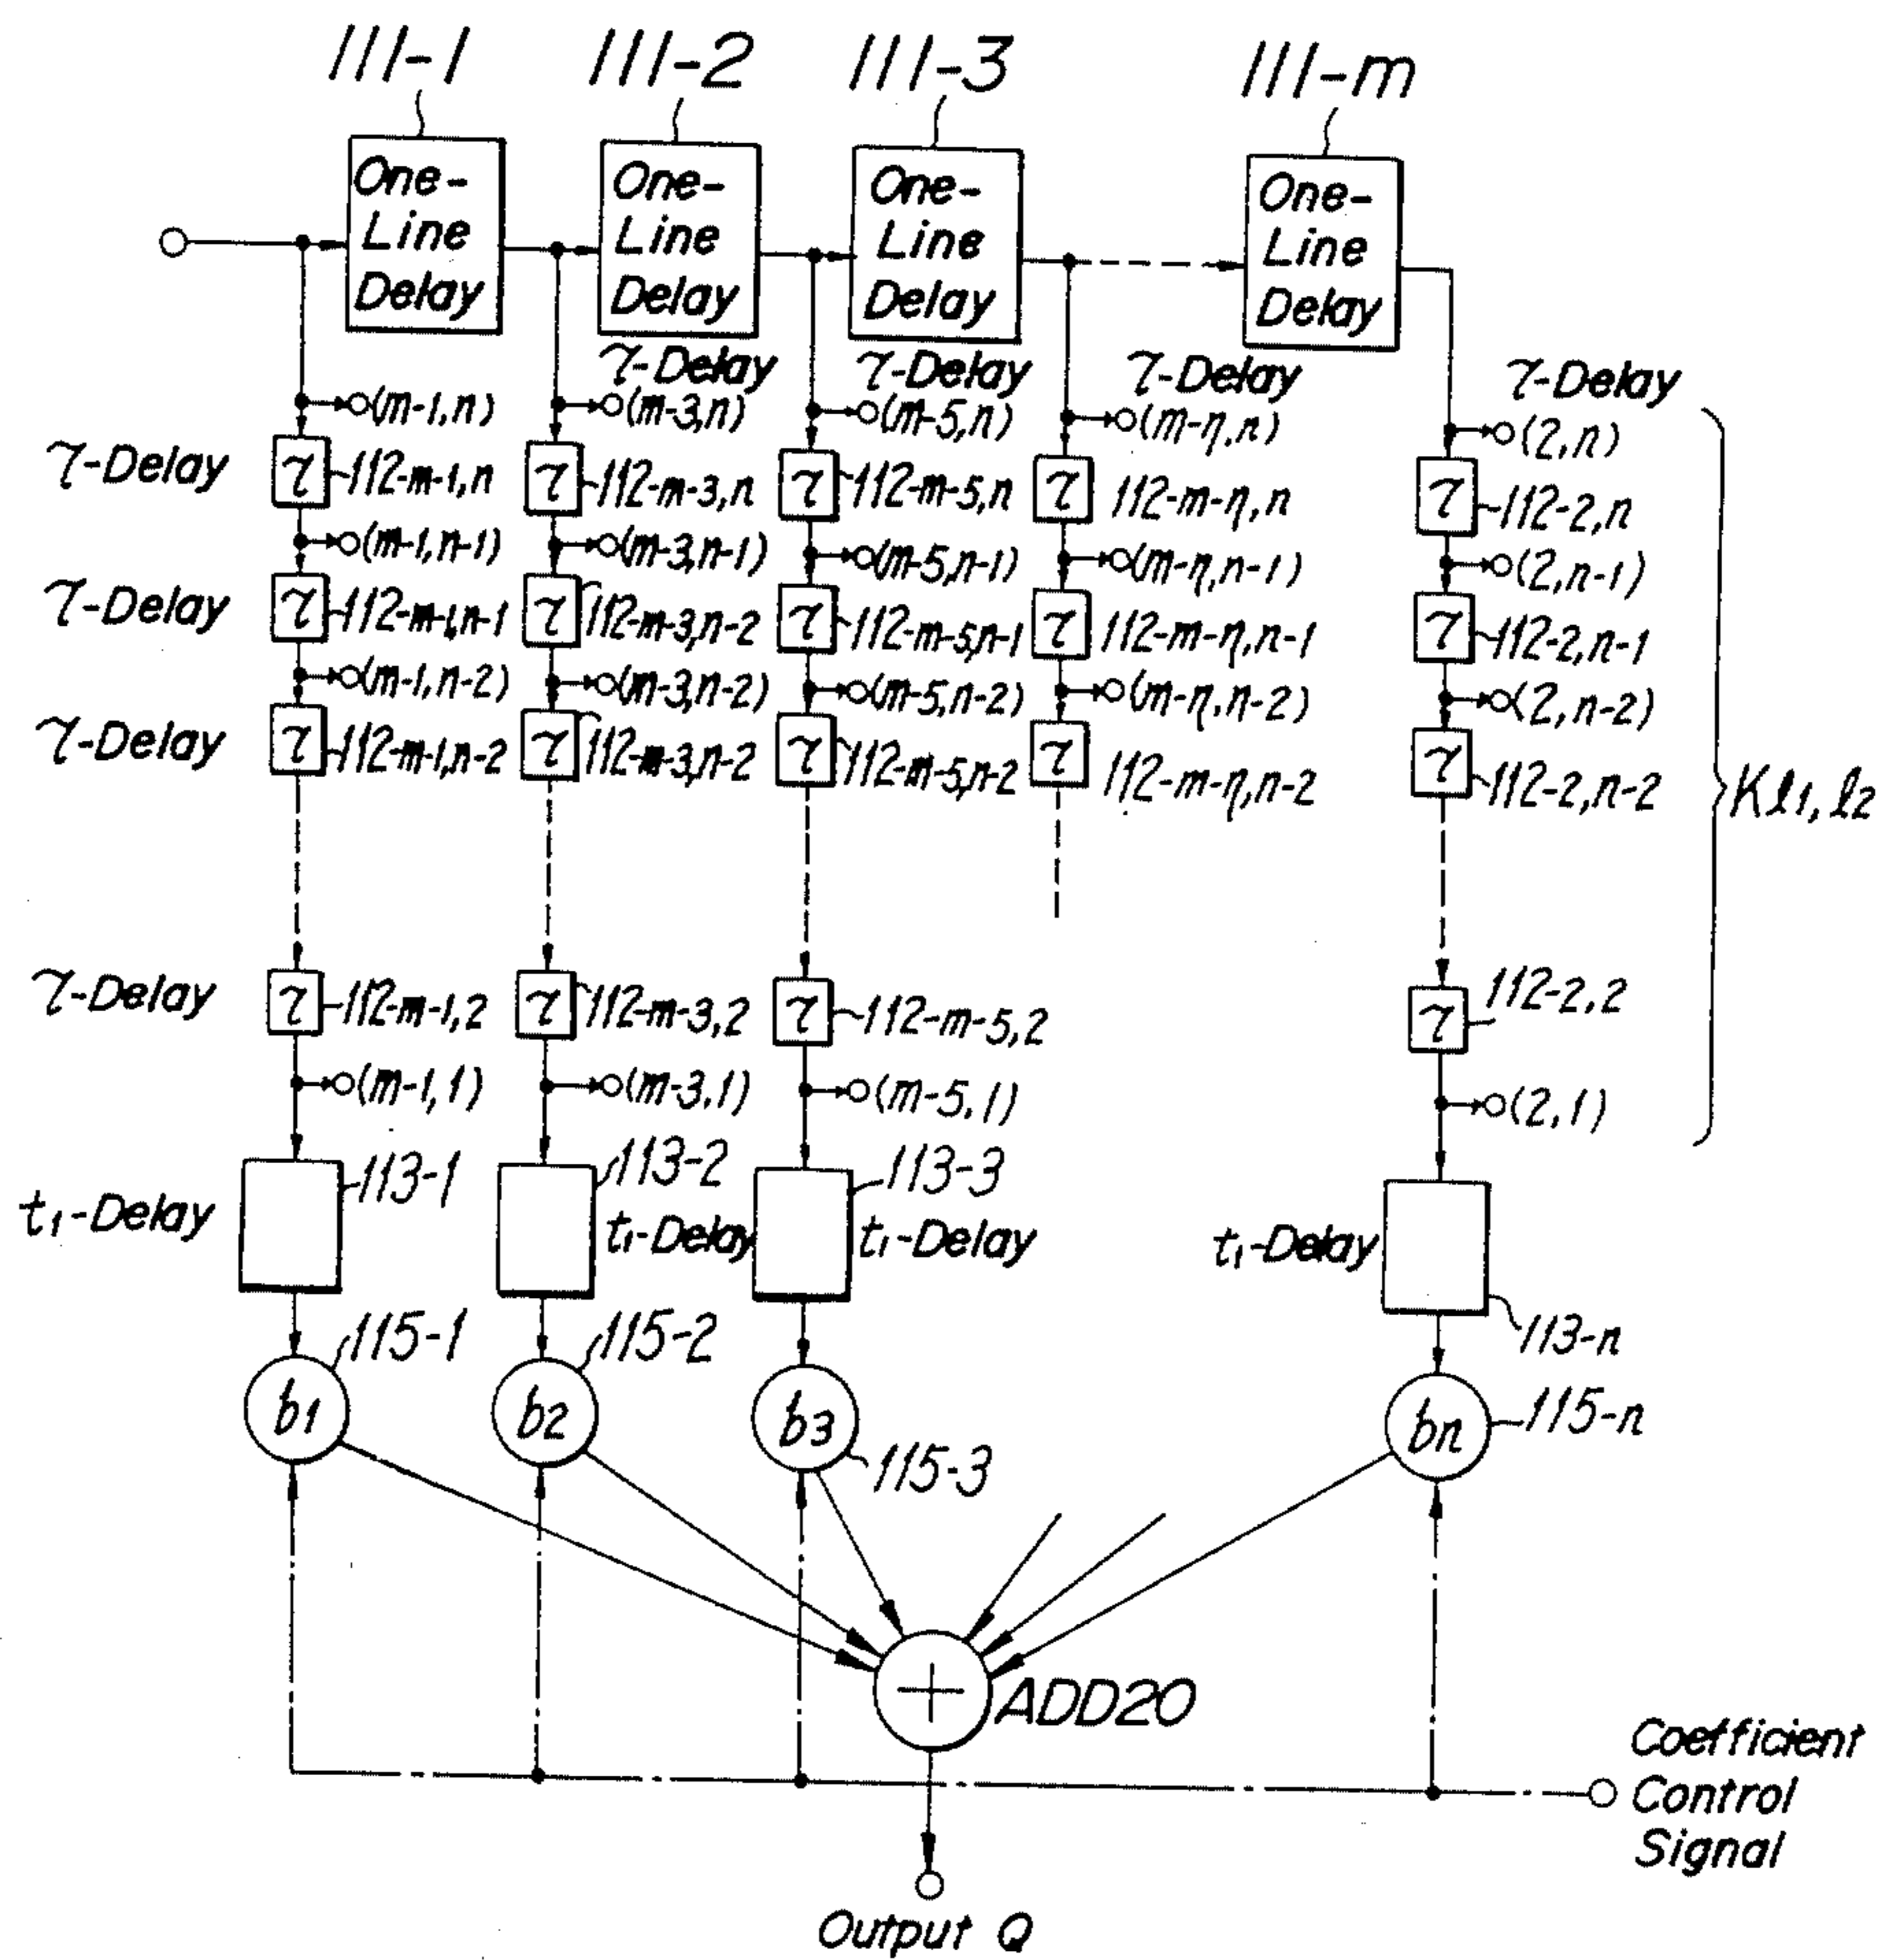 111-1 111-2 111-3 111-m
One-Line Delay One-Line Delay One-Line Delay One-Line Delay
τ-Delay τ-Delay τ-Delay τ-Delay
(m-1,n) (m-3,n) (m-5,n) (m-η,n) (2,n)
τ-Delay τ 112-m-1,n τ 112-m-3,n τ 112-m-5,n τ 112-m-η,n τ 112-2,n
(m-1,n-1) (m-3,n-1) (m-5,n-1) (m-η,n-1) (2,n-1)
τ-Delay τ 112-m-1,n-1 τ 112-m-3,n-2 τ 112-m-5,n-1 τ 112-m-η,n-1 τ 112-2,n-1
(m-1,n-2) (m-3,n-2) (m-5,n-2) (m-η,n-2) (2,n-2)
τ-Delay τ 112-m-1,n-2 τ 112-m-3,n-2 τ 112-m-5,n-2 τ 112-m-η,n-2 τ 112-2,n-2
Kℓ1,ℓ2
τ-Delay τ 112-m-1,2 τ 112-m-3,2 τ 112-m-5,2 τ 112-2,2
(m-1,1) (m-3,1) (m-5,1) (2,1)
113-1 113-2 113-3
t1-Delay t1-Delay t1-Delay t1-Delay
113-n
115-1 115-2
b1 b2 b3 bn 115-n
115-3
+ ADD20
Coefficient
Control
Signal
Output Q